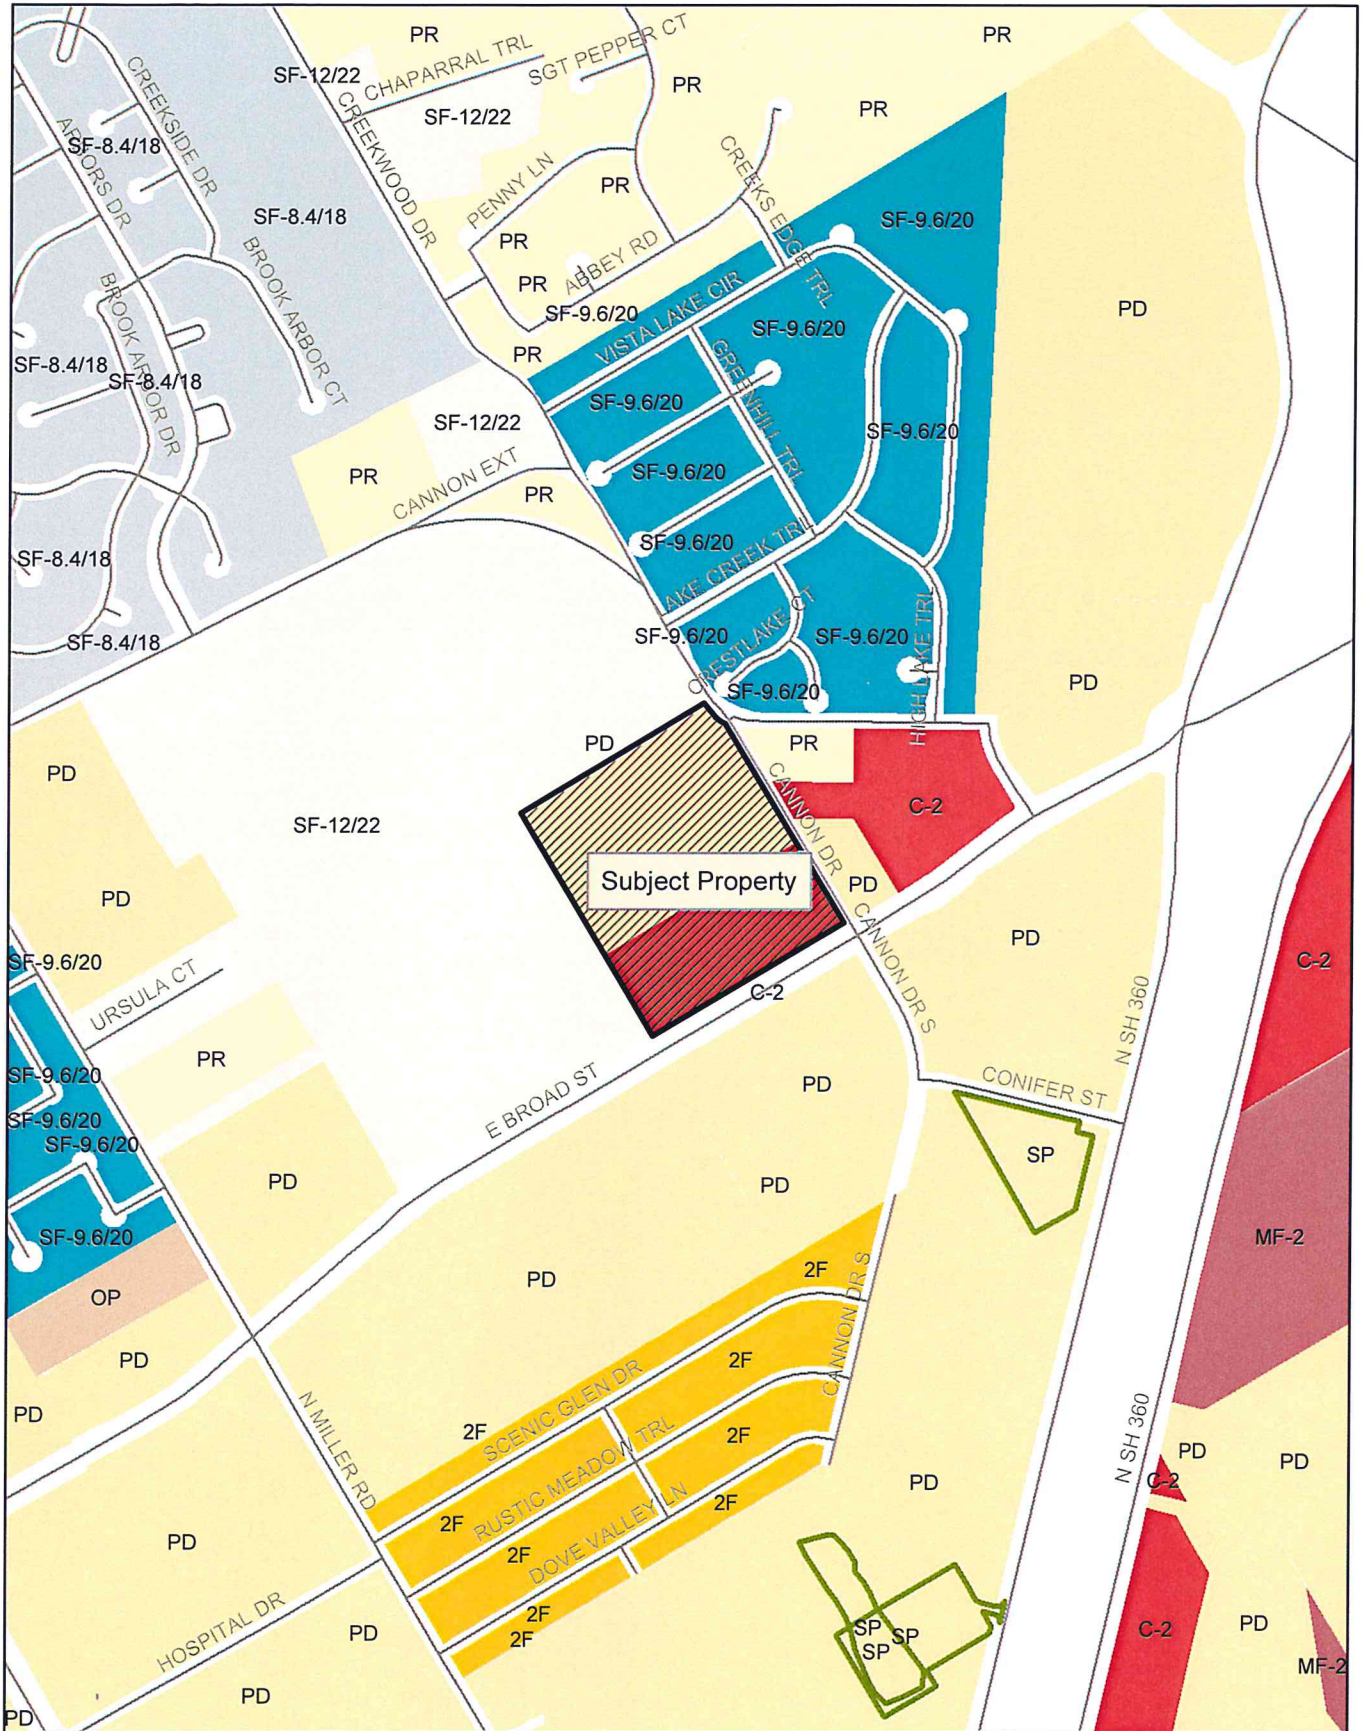 PR
PR
SF-12/22
CHAPARRAL TRL
SGT PEPPER CT
PR
PR
SF-12/22
CREEKSIDE DR
ARBORS DR
SF-8.4/18
CREEKWOOD DR
PENNY LN
PR
CREEKS EDGE TRL
SF-8.4/18
BROOK ARBOR CT
PR
ABBEY RD
PR
SF-9.6/20
SF-9.6/20
VISTA LAKE CIR
SF-9.6/20
PD
BROOK ARBOR DR
SF-8.4/18
SF-8.4/18
PR
GREENHILL TRL
SF-9.6/20
SF-12/22
SF-9.6/20
PR
CANNON EXT
PR
SF-9.6/20
SF-9.6/20
SF-8.4/18
AKE CREEK TRL
SF-8.4/18
SF-9.6/20
CRESTLAKE CT
SF-9.6/20
HIGH LAKE TRL
SF-9.6/20
PD
PD
PR
PD
CANNON DR
C-2
SF-12/22
Subject Property
PD
PD
CANNON DR S
PD
SF-9.6/20
URSULA CT
C-2
C-2
N SH 360
PR
SF-9.6/20
PD
CONIFER ST
E BROAD ST
SF-9.6/20
SF-9.6/20
SP
PD
PD
SF-9.6/20
MF-2
OP
PD
2F
CANNON DR S
PD
2F
PD
N MILLER RD
2F
SCENIC GLEN DR
2F
RUSTIC MEADOW TRL
N SH 360
PD
PD
C-2
PD
2F
2F
PD
2F
DOVE VALLEY LN
HOSPITAL DR
2F
2F
PD
SP
SP
SP
C-2
PD
MF-2
PD
PD